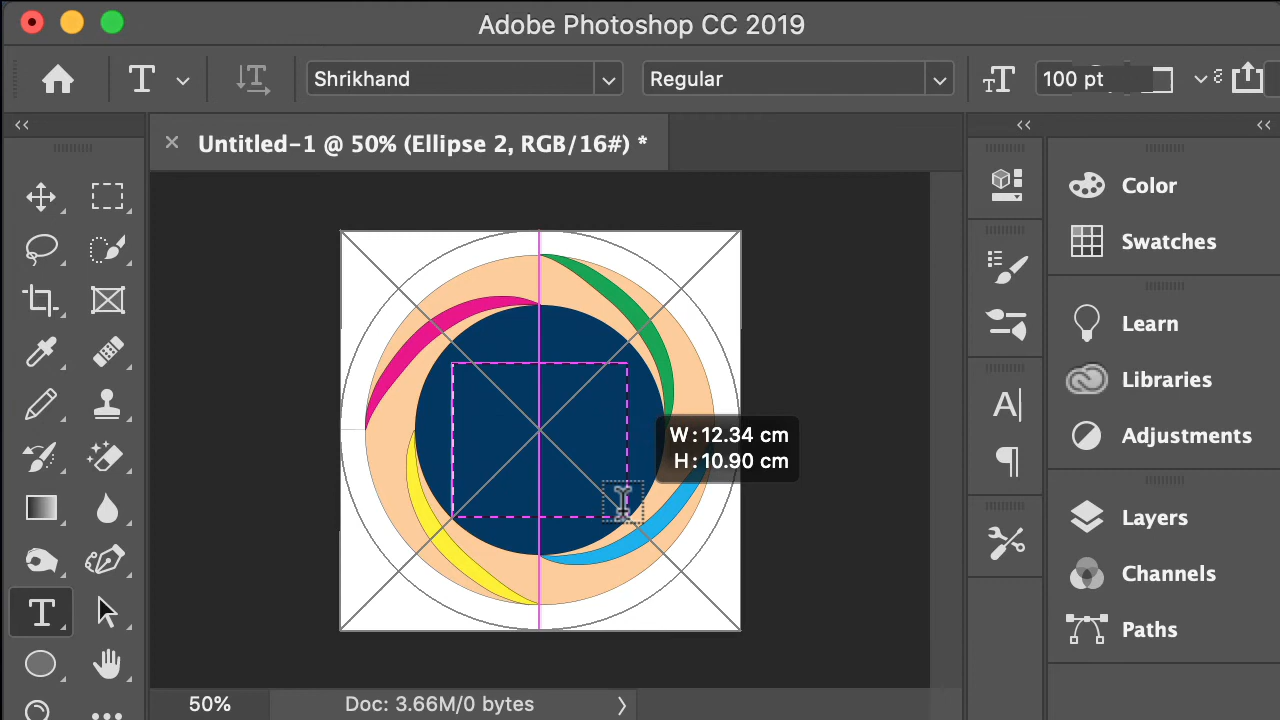 Adobe Photoshop CC 2019
Shrikhand
Regular
100 pt
Untitled-1 @ 50% (Ellipse 2, RGB/16#) *
Color
Swatches
Learn
Libraries
Adjustments
W: 12.34 cm
H: 10.90 cm
Layers
Channels
Paths
50%
Doc: 3.66M/0 bytes